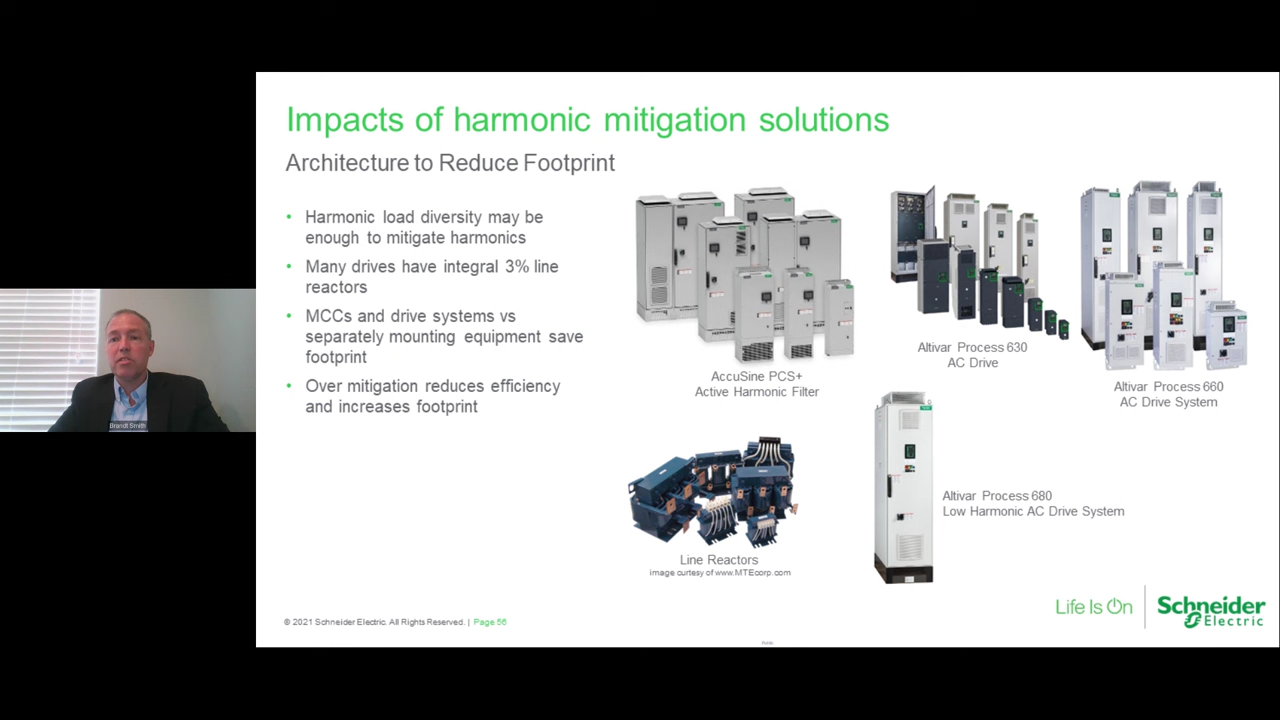 Impacts of harmonic mitigation solutions
Architecture to Reduce Footprint
• Harmonic load diversity may be
enough to mitigate harmonics
• Many drives have integral 3% line
reactors
• MCCs and drive systems vs
separately mounting equipment save
footprint
• Over mitigation reduces efficiency
and increases footprint
AccuSine PCS+
Active Harmonic Filter
Altivar Process 630
AC Drive
Altivar Process 660
AC Drive System
Line Reactors
image curtesy of www.MTEcorp.com
Altivar Process 680
Low Harmonic AC Drive System
Brandt Smith
© 2021 Schneider Electric. All Rights Reserved. | Page 56
Life Is On
Schneider
Electric
Public